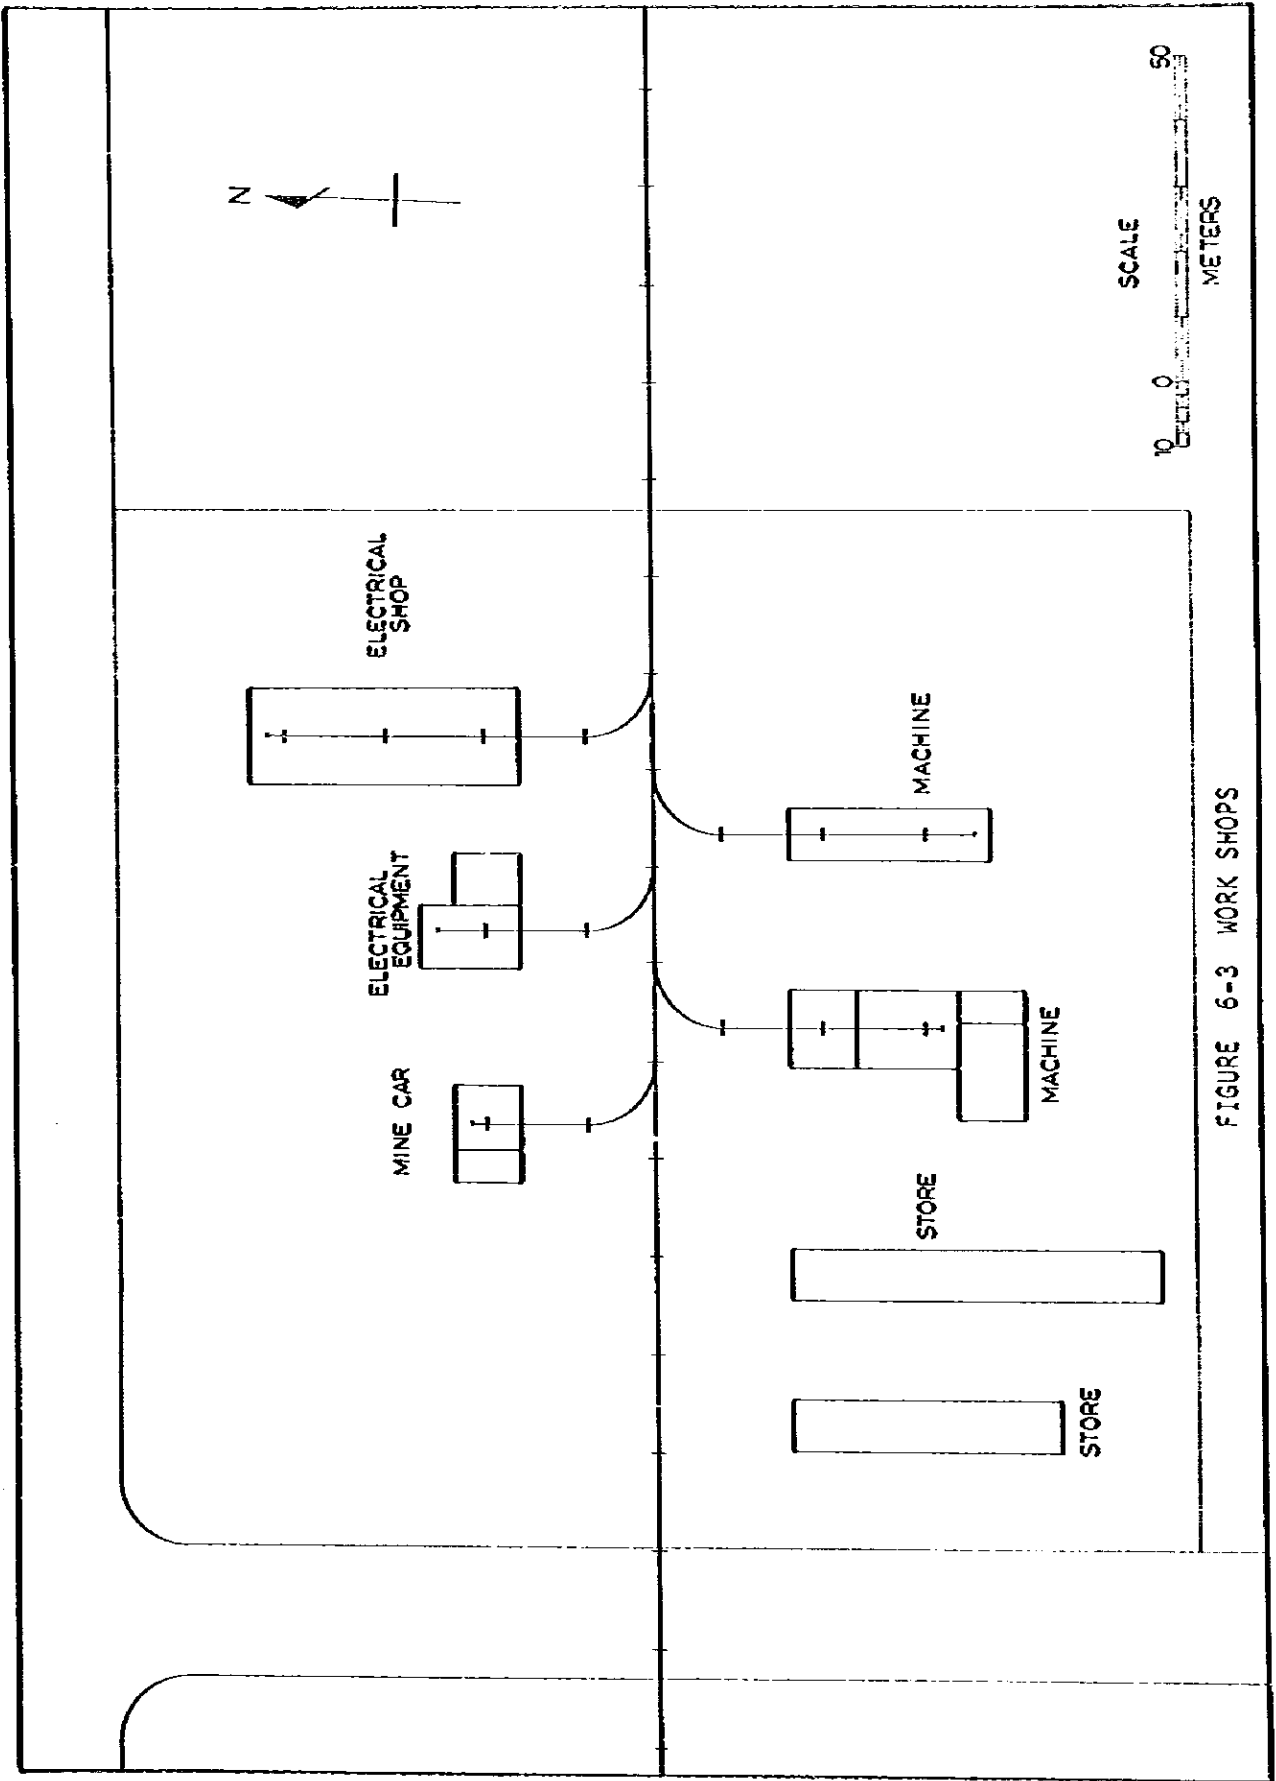 N
ELECTRICAL
SHOP
ELECTRICAL
EQUIPMENT
MINE CAR
MACHINE
MACHINE
STORE
STORE
SCALE
10 0 50
METERS
FIGURE 6-3 WORK SHOPS